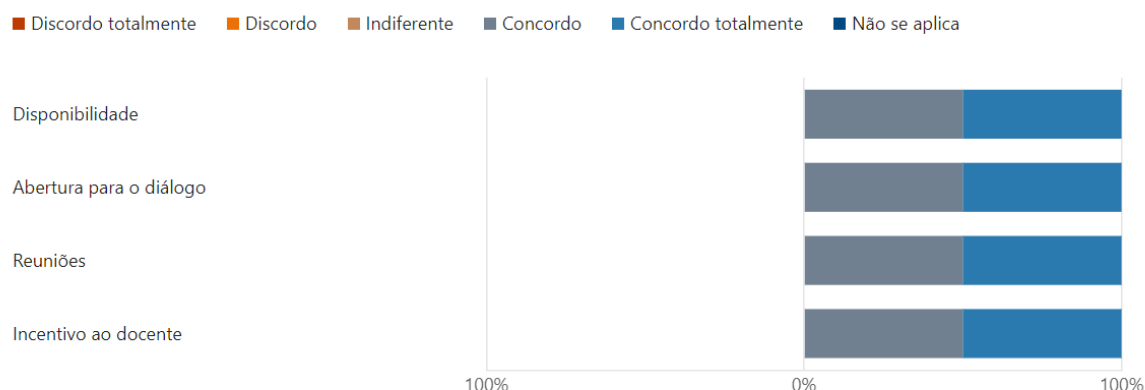 Discordo totalmente Discordo Indiferente Concordo Concordo totalmente Não se aplica
Disponibilidade
Abertura para o diálogo
Reuniões
Incentivo ao docente
100% 0% 100%